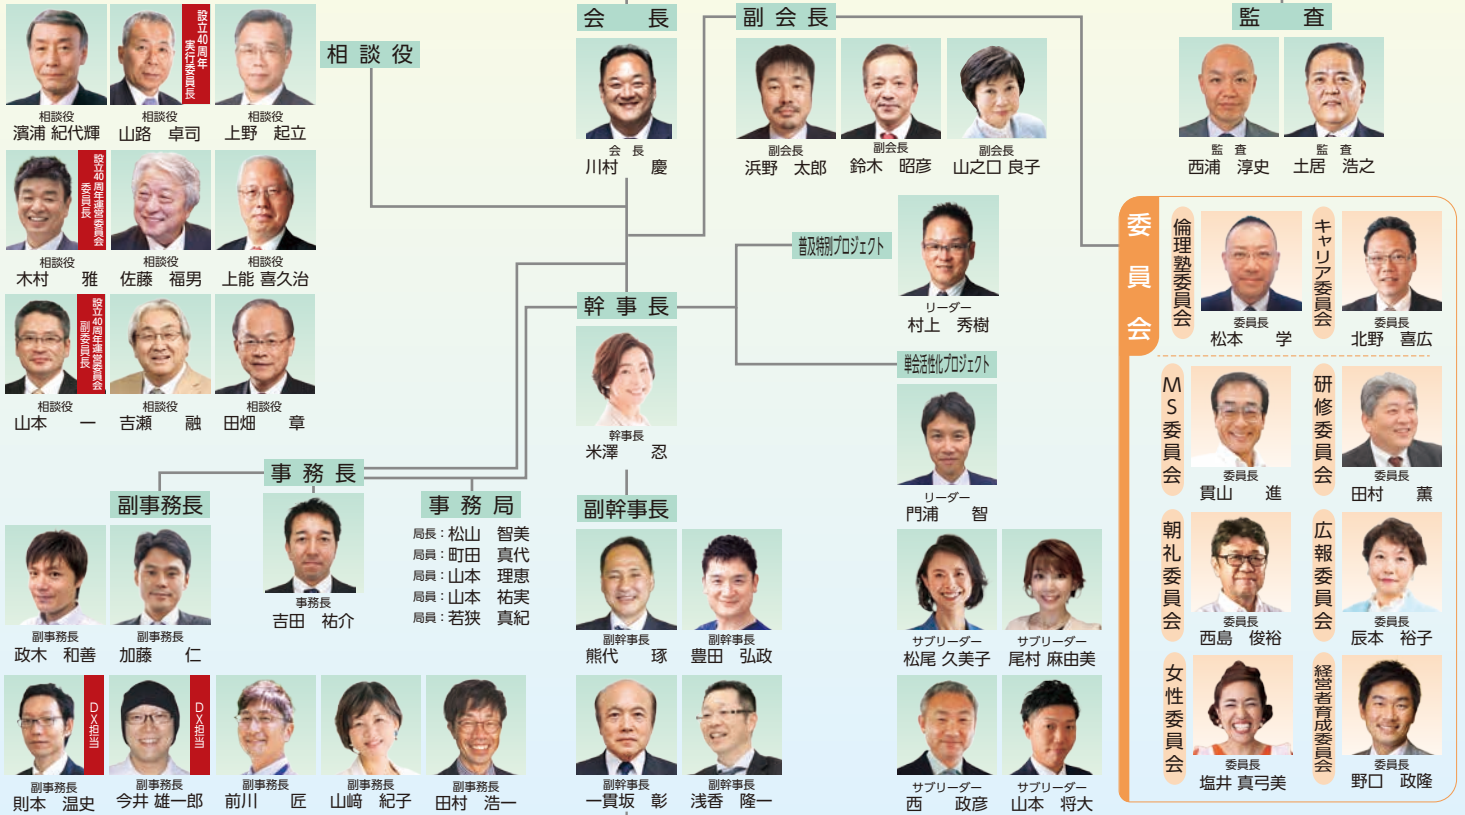 設立40周年
実行委員長
相談役
濱浦 紀代輝
相談役
山路 卓司
相談役
上野 起立
設立40周年運営委員会
委員長
相談役
木村 雅
相談役
佐藤 福男
相談役
上能 喜久治
設立40周年運営委員会
副委員長
相談役
山本 一
相談役
吉瀬 融
相談役
田畑 章
相談役
会長
会長
川村 慶
副会長
副会長
浜野 太郎
副会長
鈴木 昭彦
副会長
山之口 良子
監査
監査
西浦 淳史
監査
土居 浩之
普及特別プロジェクト
リーダー
村上 秀樹
幹事長
幹事長
米澤 忍
単会活性化プロジェクト
リーダー
門浦 智
サブリーダー
松尾 久美子
サブリーダー
尾村 麻由美
サブリーダー
西 政彦
サブリーダー
山本 将大
事務長
事務長
吉田 祐介
副事務長
副事務長
政木 和善
副事務長
加藤 仁
DX担当
副事務長
則本 温史
DX担当
副事務長
今井 雄一郎
副事務長
前川 匠
副事務長
山﨑 紀子
副事務長
田村 浩一
事務局
局長：松山 智美
局員：町田 真代
局員：山本 理恵
局員：山本 祐実
局員：若狭 真紀
副幹事長
副幹事長
熊代 琢
副幹事長
豊田 弘政
副幹事長
一貫坂 彰
副幹事長
浅香 隆一
委員会
倫理塾委員会
委員長
松本 学
キャリア委員会
委員長
北野 喜広
MS委員会
委員長
貫山 進
研修委員会
委員長
田村 薫
朝礼委員会
委員長
西島 俊裕
広報委員会
委員長
辰本 裕子
女性委員会
委員長
塩井 真弓美
経営者育成委員会
委員長
野口 政隆